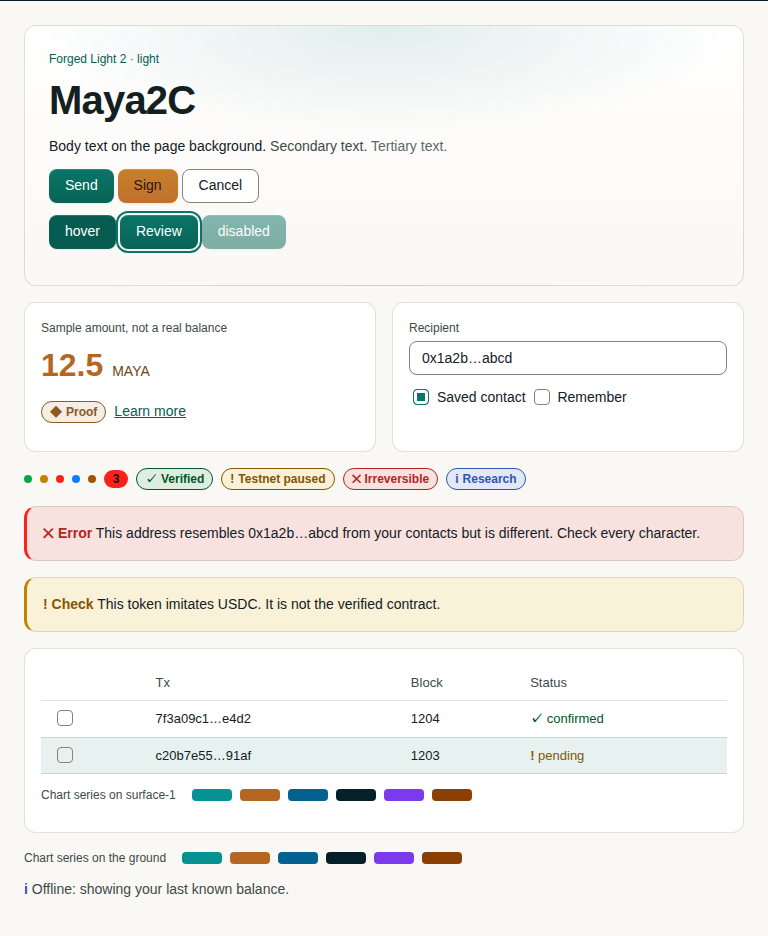 Forged Light 2 · light
Maya2C
Body text on the page background. Secondary text. Tertiary text.
Send Sign Cancel
hover Review disabled
Sample amount, not a real balance
12.5 MAYA
◆ Proof Learn more
Recipient
0x1a2b…abcd
Saved contact Remember
3 ✓ Verified ! Testnet paused ✕ Irreversible i Research
✕ Error This address resembles 0x1a2b…abcd from your contacts but is different. Check every character.
! Check This token imitates USDC. It is not the verified contract.
Tx Block Status
7f3a09c1…e4d2 1204 ✓ confirmed
c20b7e55…91af 1203 ! pending
Chart series on surface-1
Chart series on the ground
i Offline: showing your last known balance.